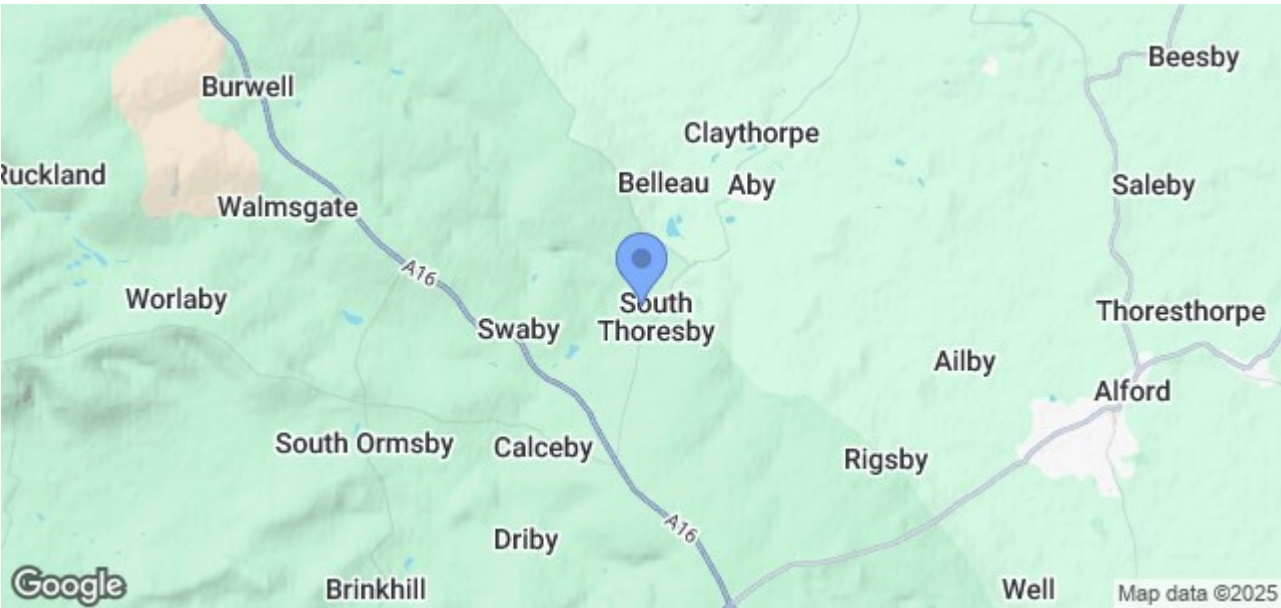 Beesby
Burwell
Claythorpe
Ruckland
Belleau
Aby
Saleby
Walmsgate
A16
Worlaby
South
Thoresby
Thoresthorpe
Swaby
Ailby
Alford
South Ormsby
Calceby
Rigsby
A16
Driby
Google
Brinkhill
Well
Map data ©2025